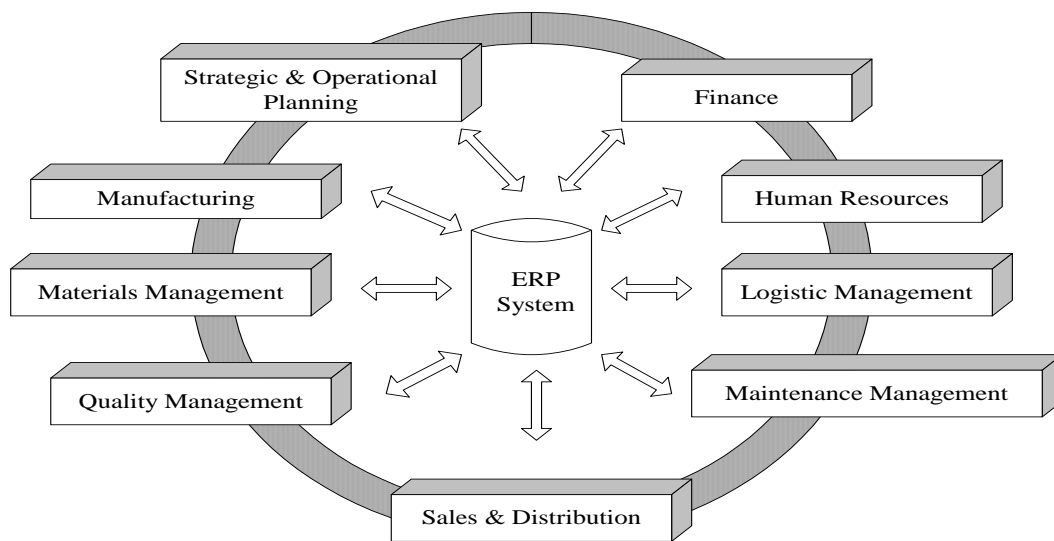 Strategic & Operational
Planning
Finance
Manufacturing
Human Resources
ERP
System
Materials Management
Logistic Management
Quality Management
Maintenance Management
Sales & Distribution